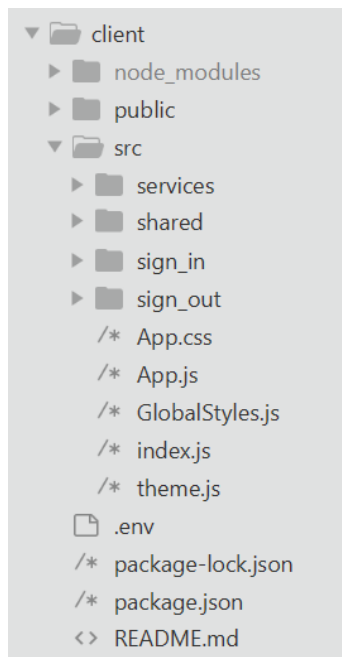 client
node_modules
public
src
services
shared
sign_in
sign_out
/* App.css
/* App.js
/* GlobalStyles.js
/* index.js
/* theme.js
.env
/* package-lock.json
/* package.json
<> README.md